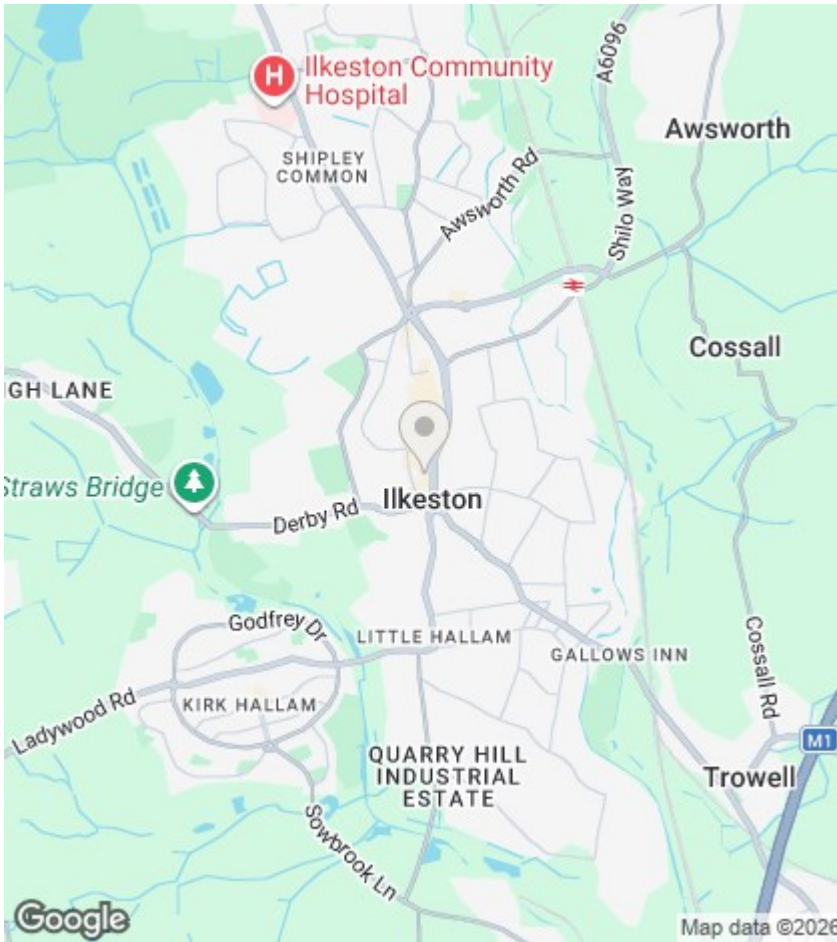 Ilkeston Community
Hospital
H
A6096
Awsworth
SHIPLEY
COMMON
Awsworth Rd
Shilo Way
Cossall
IGH LANE
Straws Bridge
Derby Rd
Ilkeston
Godfrey Dr
LITTLE HALLAM
GALLOWS INN
Cossall Rd
Ladywood Rd
KIRK HALLAM
M1
QUARRY HILL
INDUSTRIAL
ESTATE
Trowell
Sowbrook Ln
Google
Map data ©2026